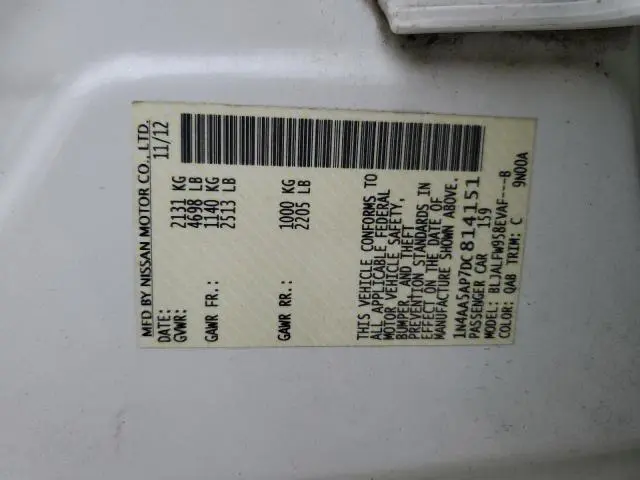 MFD BY NISSAN MOTOR CO., LTD.
DATE: 11/12
GVWR: 2131 KG
4698 LB
GAWR FR.: 1140 KG
2513 LB
GAWR RR.: 1000 KG
2205 LB
THIS VEHICLE CONFORMS TO
ALL APPLICABLE FEDERAL
MOTOR VEHICLE SAFETY,
BUMPER, AND THEFT
PREVENTION STANDARDS IN
EFFECT ON THE DATE OF
MANUFACTURE SHOWN ABOVE.
1N4AA5AP7DC814151
PASSENGER CAR 159
MODEL: BLJALFW958EVAF---B
COLOR: QAB TRIM: C 9N00A